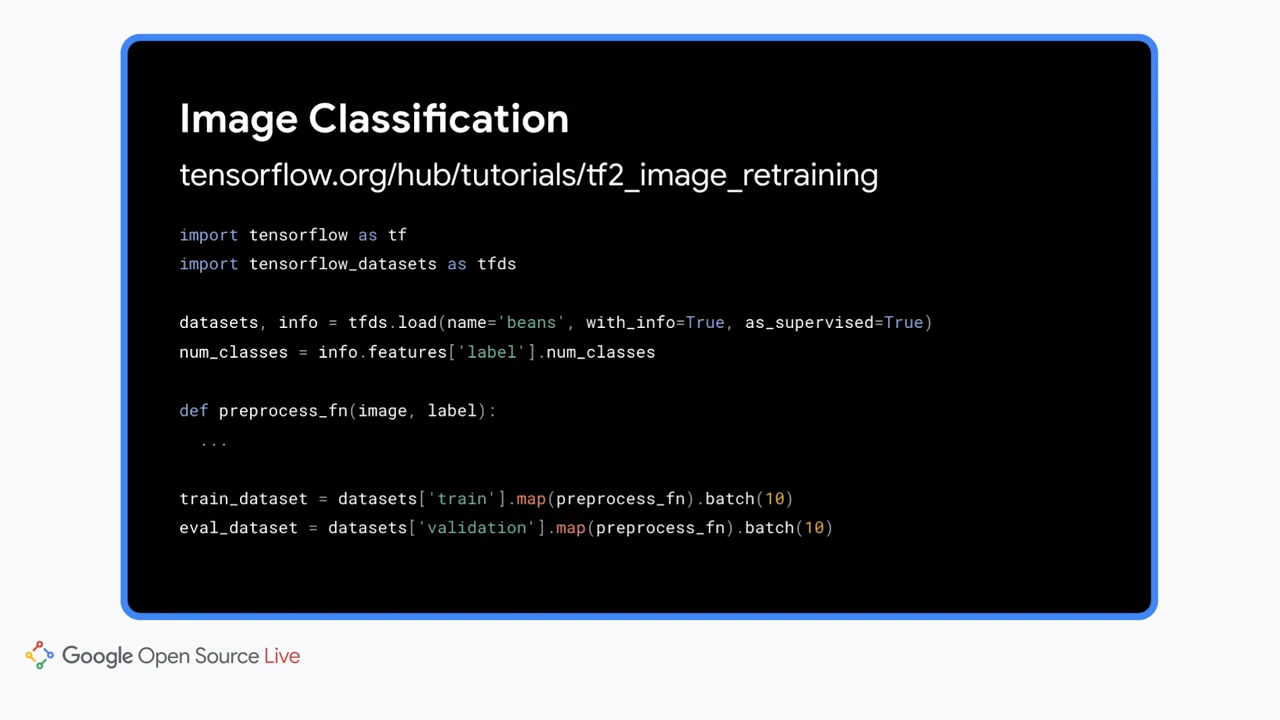 Image Classification
tensorflow.org/hub/tutorials/tf2_image_retraining
import tensorflow as tf
import tensorflow_datasets as tfds
datasets, info = tfds.load(name='beans', with_info=True, as_supervised=True)
num_classes = info.features['label'].num_classes
def preprocess_fn(image, label):
  ...
train_dataset = datasets['train'].map(preprocess_fn).batch(10)
eval_dataset = datasets['validation'].map(preprocess_fn).batch(10)
Google Open Source Live